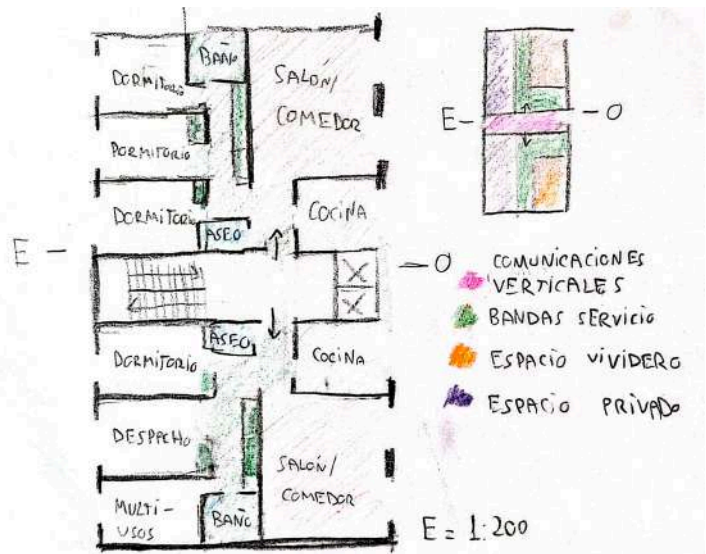 BAÑO
DORMITORIO
SALÓN/
COMEDOR
DORMITORIO
DORMITORIO
COCINA
ASEO
E -
- O
ASEO
DORMITORIO
COCINA
DESPACHO
SALÓN/
COMEDOR
MULTI-
USOS
BAÑO
E = 1:200
E-
- O
COMUNICACIONES
VERTICALES
BANDAS SERVICIO
ESPACIO VIVIDERO
ESPACIO PRIVADO